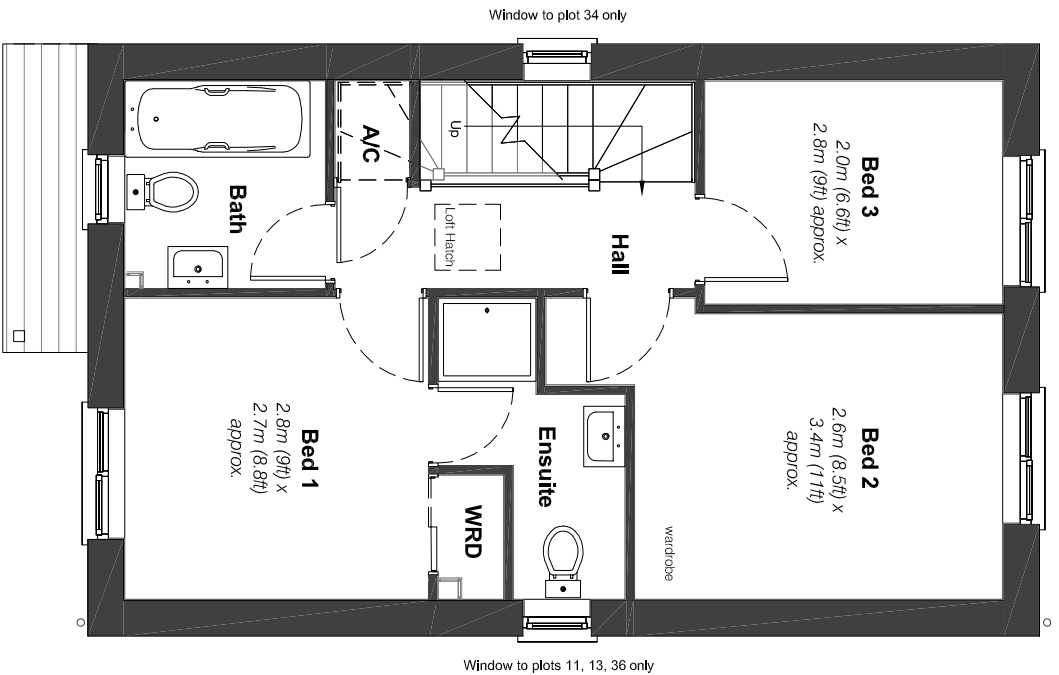 Window to plot 34 only
Up
A/C
Bed 3
2.0m (6.6ft) x
2.8m (9ft) approx.
Bath
Loft Hatch
Hall
Bed 1
2.8m (9ft) x
2.7m (8.8ft)
approx.
Ensuite
WRD
Bed 2
2.6m (8.5ft) x
3.4m (11ft)
approx.
wardrobe
Window to plots 11, 13, 36 only